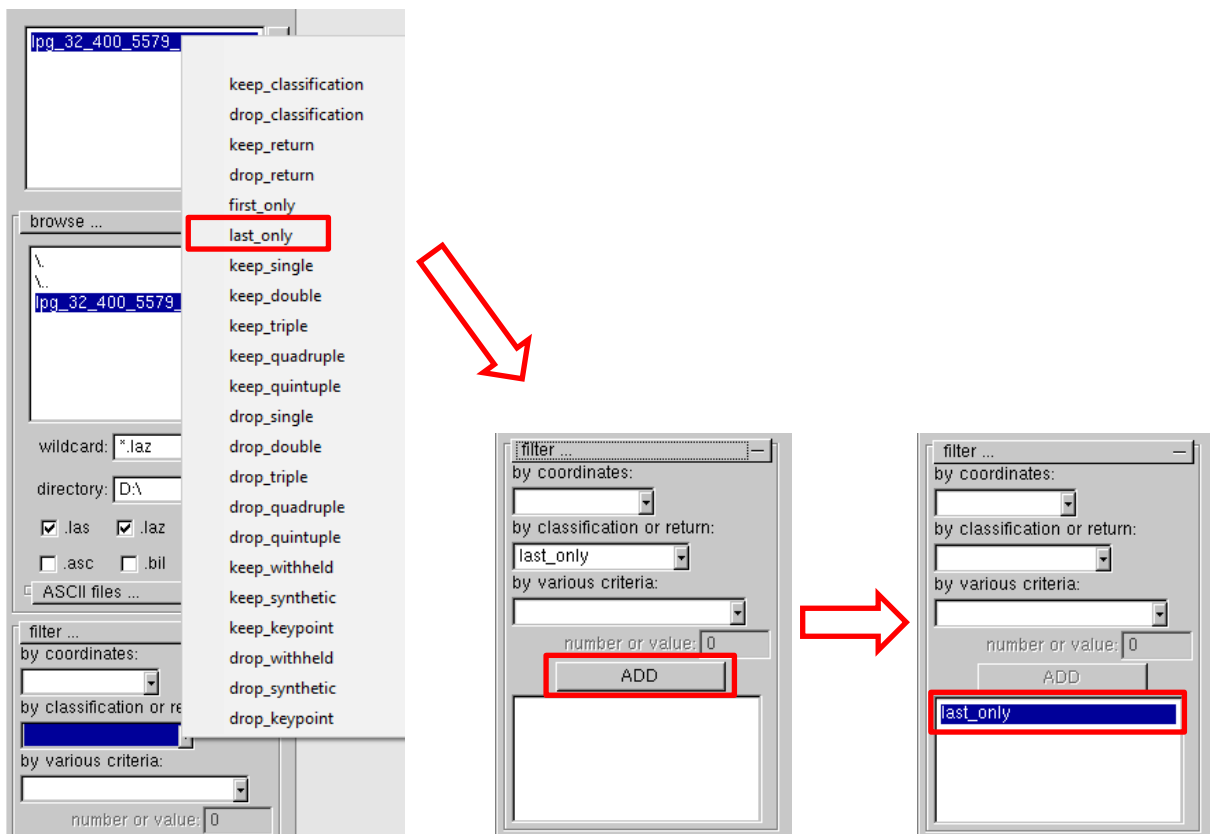 lpg_32_400_5579_
keep_classification
drop_classification
keep_return
drop_return
first_only
last_only
keep_single
keep_double
keep_triple
keep_quadruple
keep_quintuple
drop_single
drop_double
drop_triple
drop_quadruple
drop_quintuple
keep_withheld
keep_synthetic
keep_keypoint
drop_withheld
drop_synthetic
drop_keypoint
browse ...
\.
\..
lpg_32_400_5579_
wildcard: *.laz
directory: D:\
.las .laz
.asc .bil
ASCII files ...
filter ...
by coordinates:
by classification or re
by various criteria:
number or value: 0
filter ...
by coordinates:
by classification or return:
last_only
by various criteria:
number or value: 0
ADD
filter ...
by coordinates:
by classification or return:
by various criteria:
number or value: 0
ADD
last_only